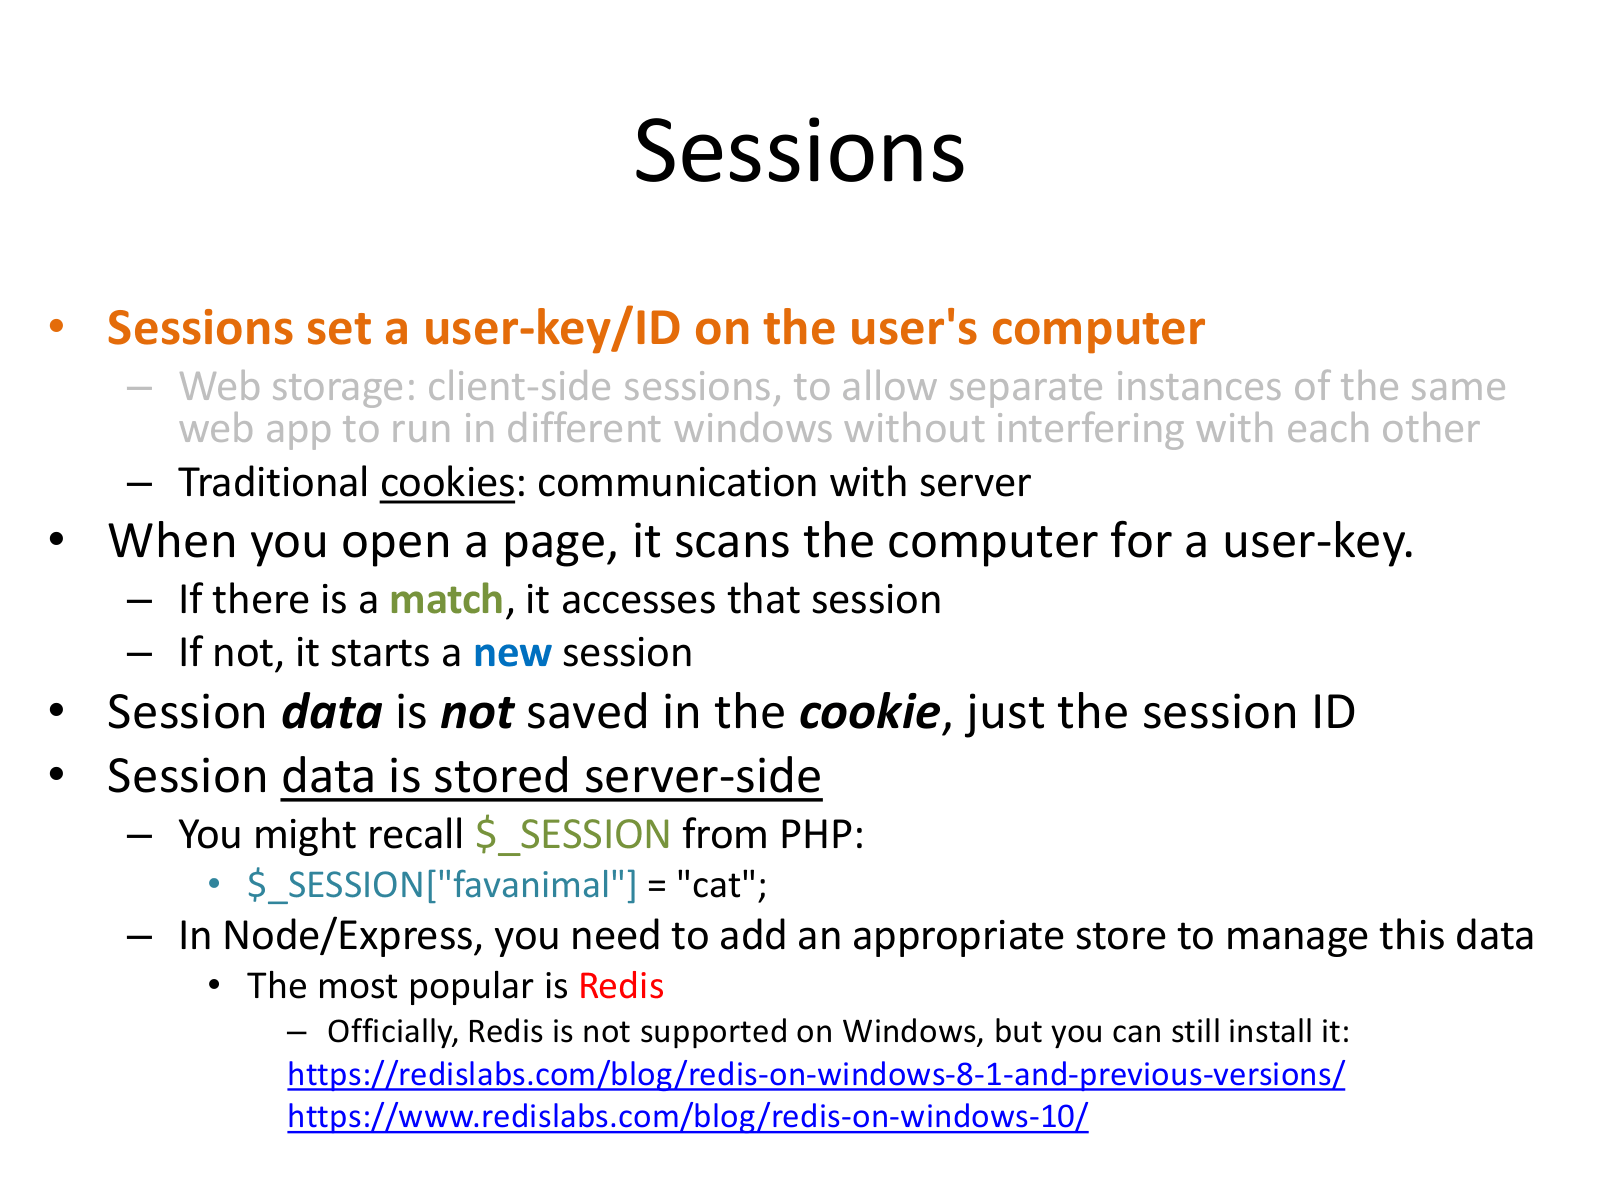 Sessions
• Sessions set a user-key/ID on the user's computer
– Web storage: client-side sessions, to allow separate instances of the same
web app to run in different windows without interfering with each other
– Traditional cookies: communication with server
• When you open a page, it scans the computer for a user-key.
– If there is a match, it accesses that session
– If not, it starts a new session
• Session data is not saved in the cookie, just the session ID
• Session data is stored server-side
– You might recall $_SESSION from PHP:
• $_SESSION["favanimal"] = "cat";
– In Node/Express, you need to add an appropriate store to manage this data
• The most popular is Redis
– Officially, Redis is not supported on Windows, but you can still install it:
https://redislabs.com/blog/redis-on-windows-8-1-and-previous-versions/
https://www.redislabs.com/blog/redis-on-windows-10/